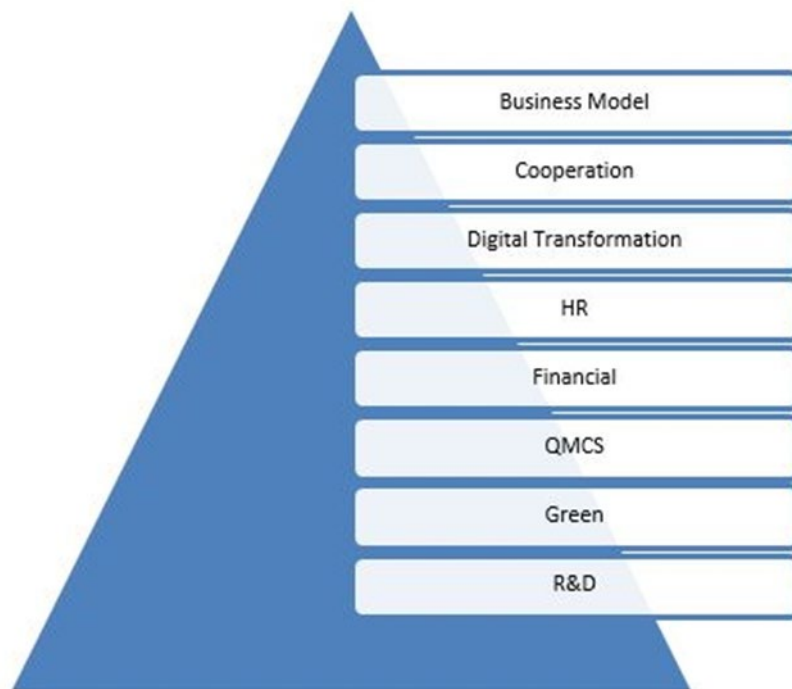 Business Model
Cooperation
Digital Transformation
HR
Financial
QMCS
Green
R&D